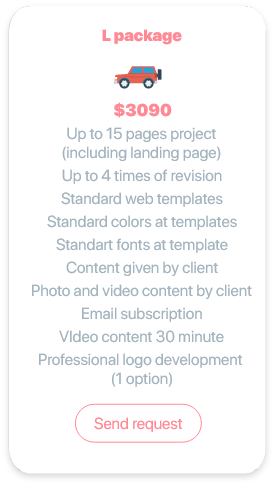 L package
$3090
Up to 15 pages project
(including landing page)
Up to 4 times of revision
Standard web templates
Standard colors at templates
Standart fonts at template
Content given by client
Photo and video content by client
Email subscription
VIdeo content 30 minute
Professional logo development
(1 option)
Send request